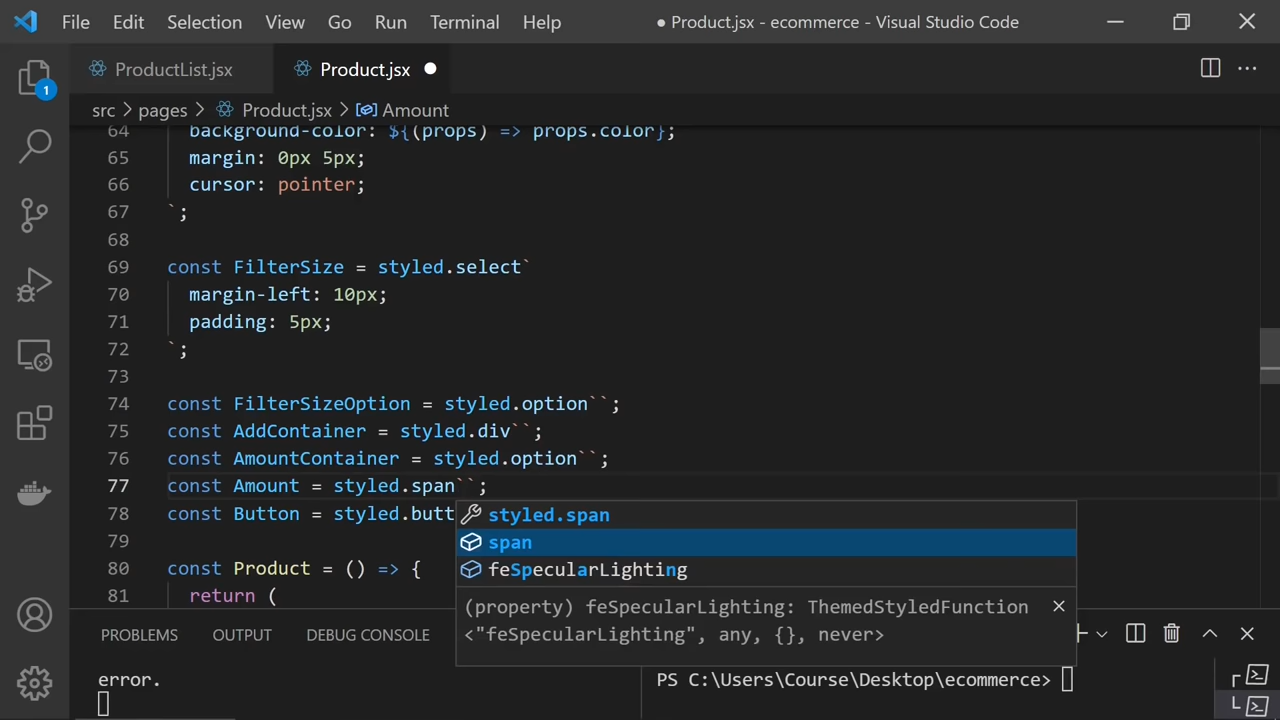 File Edit Selection View Go Run Terminal Help ● Product.jsx - ecommerce - Visual Studio Code
1
ProductList.jsx Product.jsx
src > pages > Product.jsx > Amount
64 background-color: ${(props) => props.color};
65 margin: 0px 5px;
66 cursor: pointer;
67 `;
68
69 const FilterSize = styled.select`
70 margin-left: 10px;
71 padding: 5px;
72 `;
73
74 const FilterSizeOption = styled.option``;
75 const AddContainer = styled.div``;
76 const AmountContainer = styled.option``;
77 const Amount = styled.span``;
78 const Button = styled.butt
styled.span
span
feSpecularLighting
(property) feSpecularLighting: ThemedStyledFunction
<"feSpecularLighting", any, {}, never>
79
80 const Product = () => {
81 return (
PROBLEMS OUTPUT DEBUG CONSOLE
error.
PS C:\Users\Course\Desktop\ecommerce>